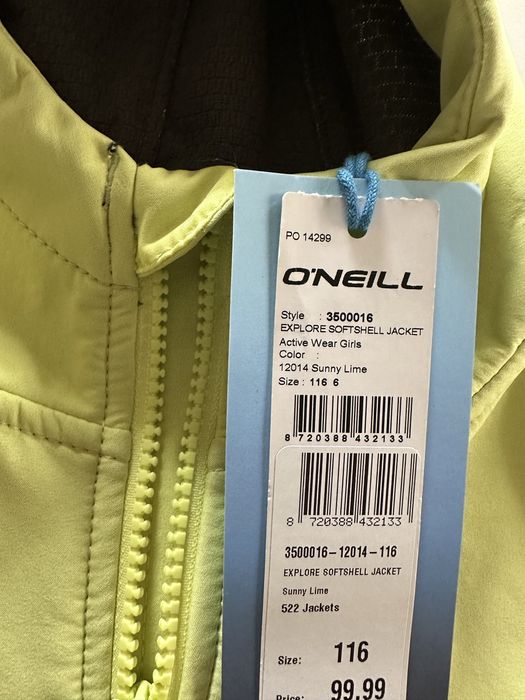 PO 14299
O'NEILL
Style : 3500016
EXPLORE SOFTSHELL JACKET
Active Wear Girls
Color :
12014 Sunny Lime
Size : 116 6
8 720388 432133
8 720388 432133
3500016-12014-116
EXPLORE SOFTSHELL JACKET
Sunny Lime
522 Jackets
Size: 116
Price: 99.99